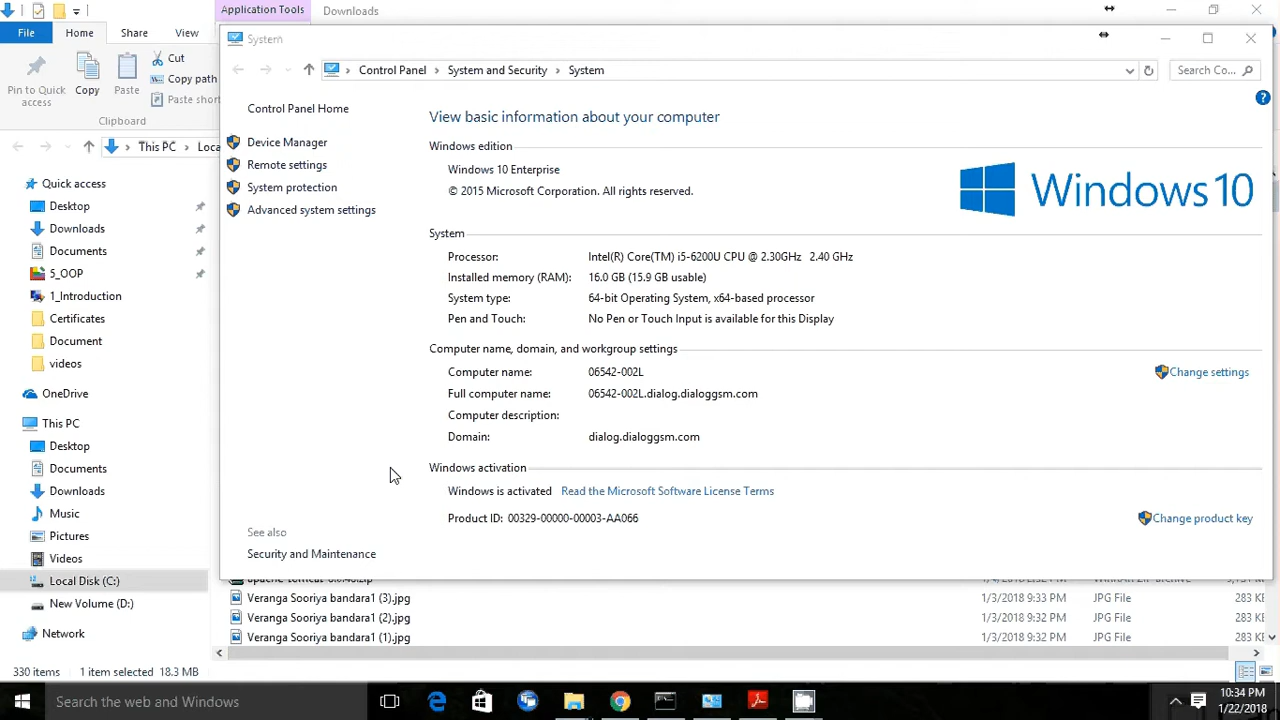 Application Tools
Downloads
File
Home
Share
View
System
Pin to Quick access
Copy
Paste
Cut
Copy path
Paste short
Clipboard
Control Panel
System and Security
System
Search Co...
This PC
Loca
Quick access
Desktop
Downloads
Documents
5_OOP
1_Introduction
Certificates
Document
videos
OneDrive
This PC
Desktop
Documents
Downloads
Music
Pictures
Videos
Local Disk (C:)
New Volume (D:)
Network
330 items 1 item selected 18.3 MB
Control Panel Home
Device Manager
Remote settings
System protection
Advanced system settings
See also
Security and Maintenance
View basic information about your computer
Windows edition
Windows 10 Enterprise
© 2015 Microsoft Corporation. All rights reserved.
Windows 10
System
Processor: Intel(R) Core(TM) i5-6200U CPU @ 2.30GHz 2.40 GHz
Installed memory (RAM): 16.0 GB (15.9 GB usable)
System type: 64-bit Operating System, x64-based processor
Pen and Touch: No Pen or Touch Input is available for this Display
Computer name, domain, and workgroup settings
Computer name: 06542-002L
Change settings
Full computer name: 06542-002L.dialog.dialoggsm.com
Computer description:
Domain: dialog.dialoggsm.com
Windows activation
Windows is activated Read the Microsoft Software License Terms
Product ID: 00329-00000-00003-AA066
Change product key
Veranga Sooriya bandara1 (3).jpg 1/3/2018 9:33 PM JPG File 283 KB
Veranga Sooriya bandara1 (2).jpg 1/3/2018 9:32 PM JPG File 283 KB
Veranga Sooriya bandara1 (1).jpg 1/3/2018 9:32 PM JPG File 283 KB
Search the web and Windows
10:34 PM
1/22/2018